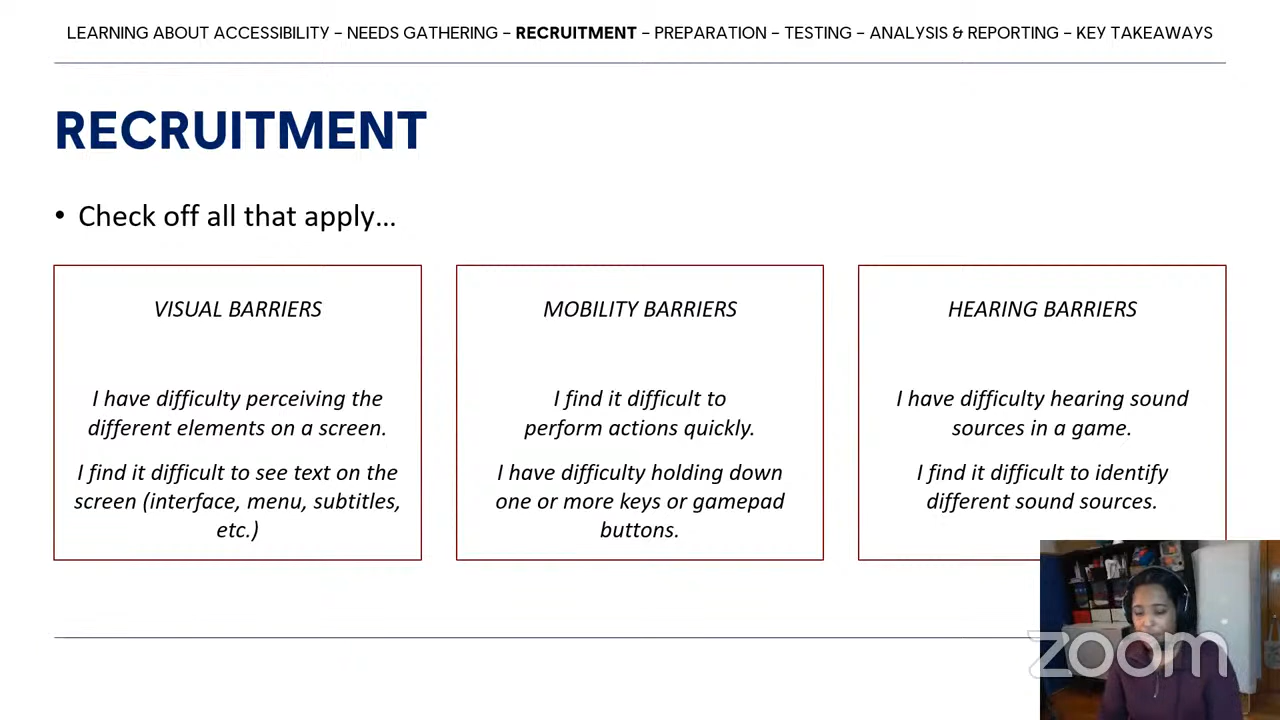 LEARNING ABOUT ACCESSIBILITY – NEEDS GATHERING – RECRUITMENT – PREPARATION – TESTING – ANALYSIS & REPORTING – KEY TAKEAWAYS
RECRUITMENT
• Check off all that apply...
VISUAL BARRIERS
I have difficulty perceiving the
different elements on a screen.
I find it difficult to see text on the
screen (interface, menu, subtitles,
etc.)
MOBILITY BARRIERS
I find it difficult to
perform actions quickly.
I have difficulty holding down
one or more keys or gamepad
buttons.
HEARING BARRIERS
I have difficulty hearing sound
sources in a game.
I find it difficult to identify
different sound sources.
zoom